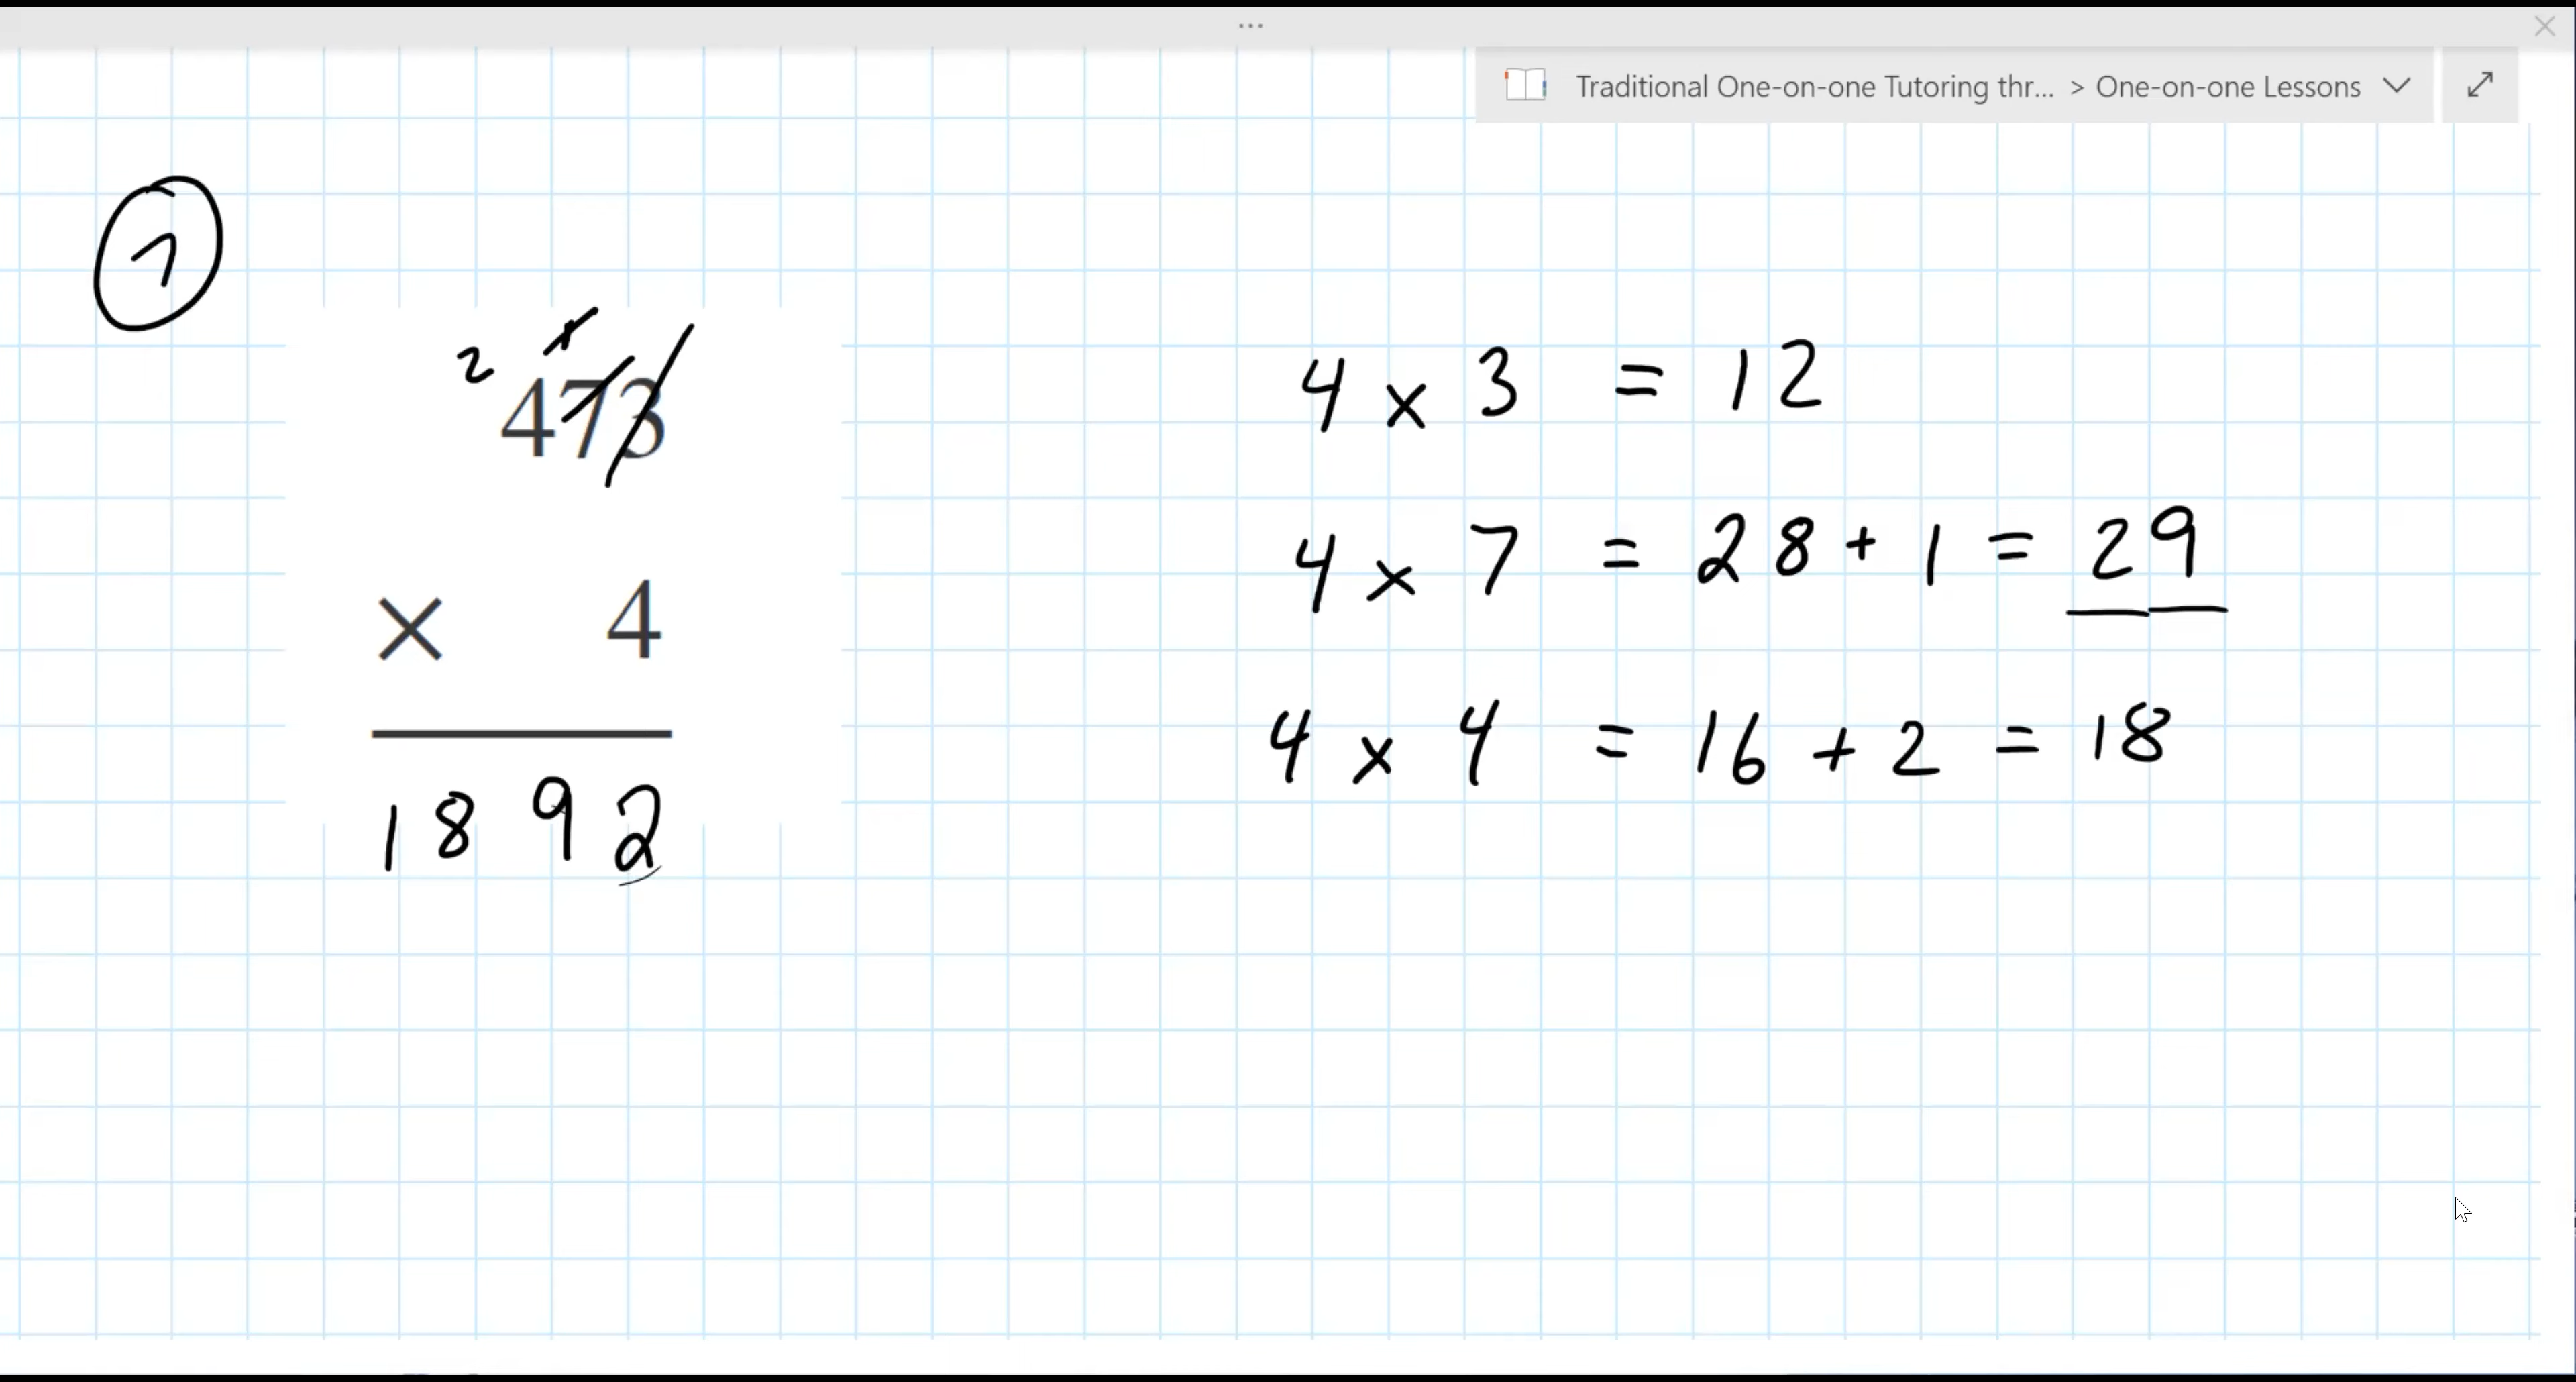 ...
Traditional One-on-one Tutoring thr... > One-on-one Lessons
1
2 1
473
× 4
1892
4 x 3 = 12
4 x 7 = 28 + 1 = 29
4 x 4 = 16 + 2 = 18